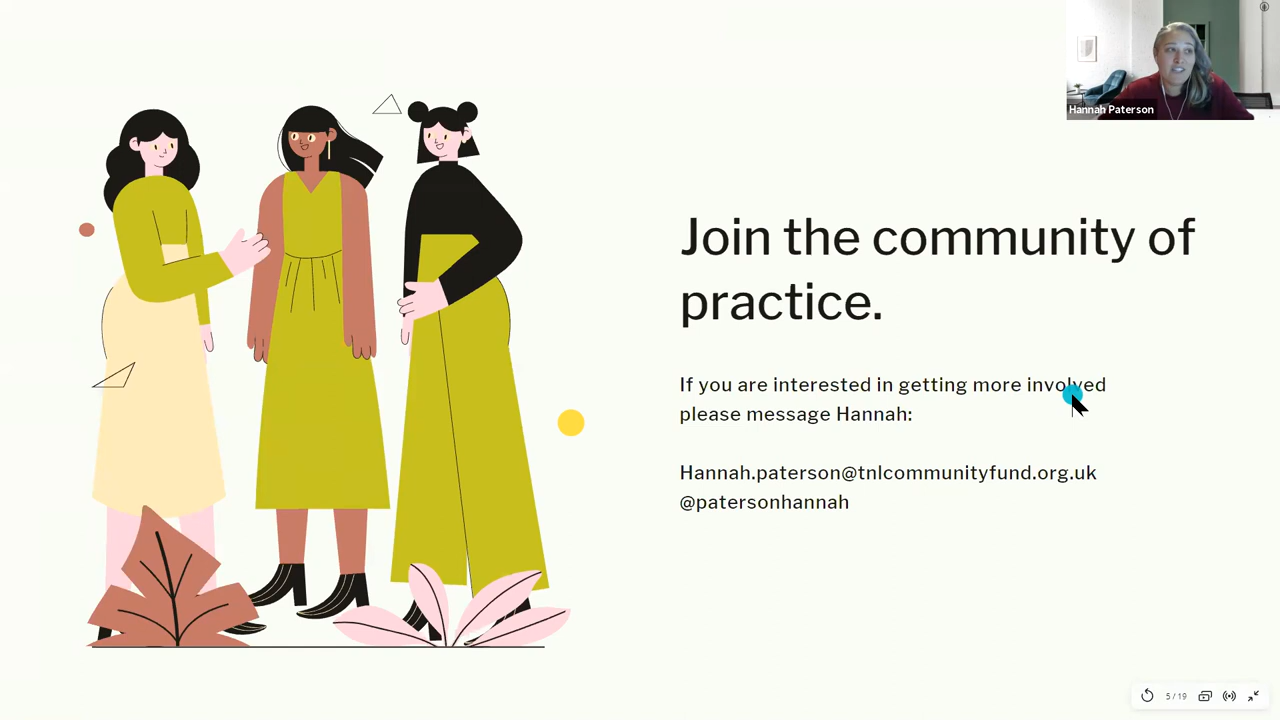 Hannah Paterson
Join the community of
practice.
If you are interested in getting more involved
please message Hannah:
Hannah.paterson@tnlcommunityfund.org.uk
@patersonhannah
5 / 19